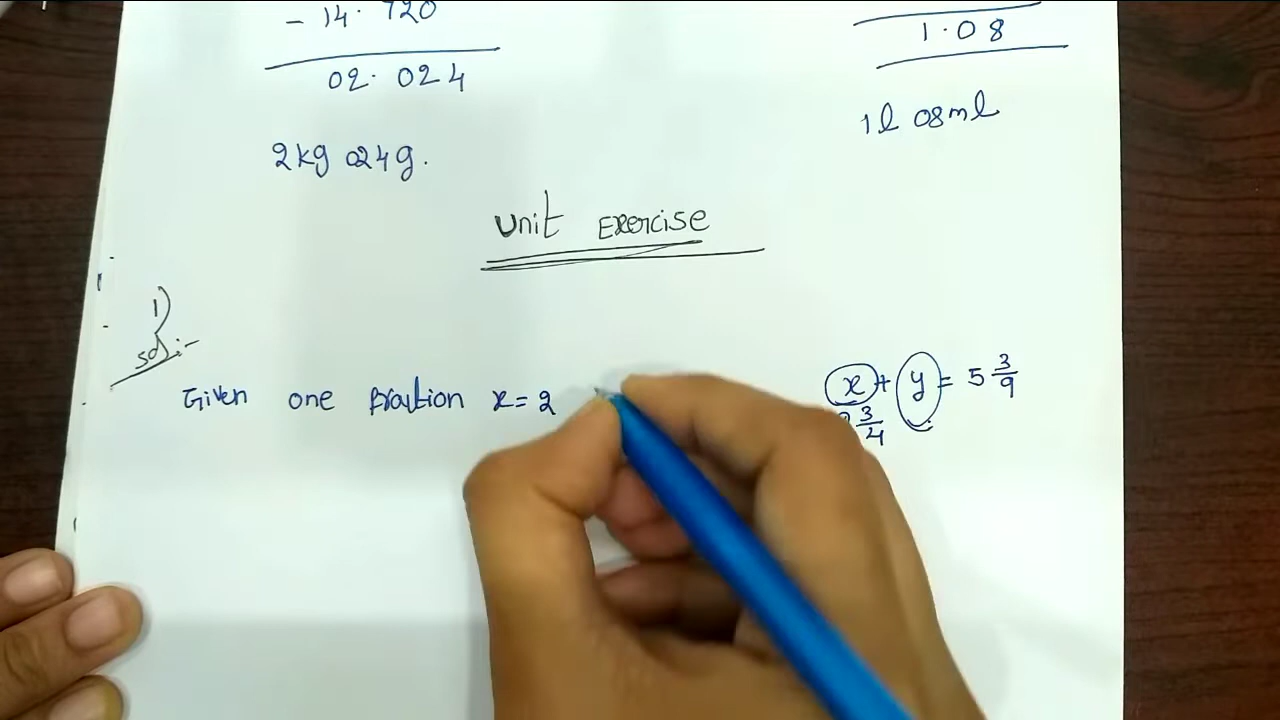 - 14.720
02.024
2kg 024g.
1.08
1l 08ml
Unit Exercise
1)
sol:-
Given one fraction x = 2
x + y = 5 3/9
3/4